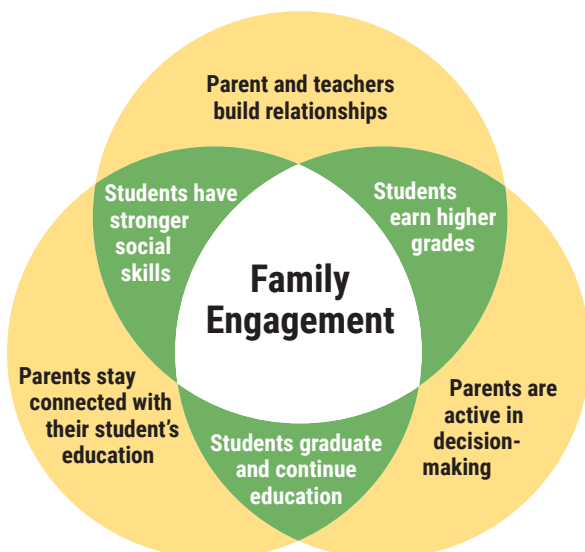 Parent and teachers
build relationships
Students have
stronger
social
skills
Students
earn higher
grades
Family
Engagement
Parents stay
connected with
their student's
education
Parents are
active in
decision-
making
Students graduate
and continue
education